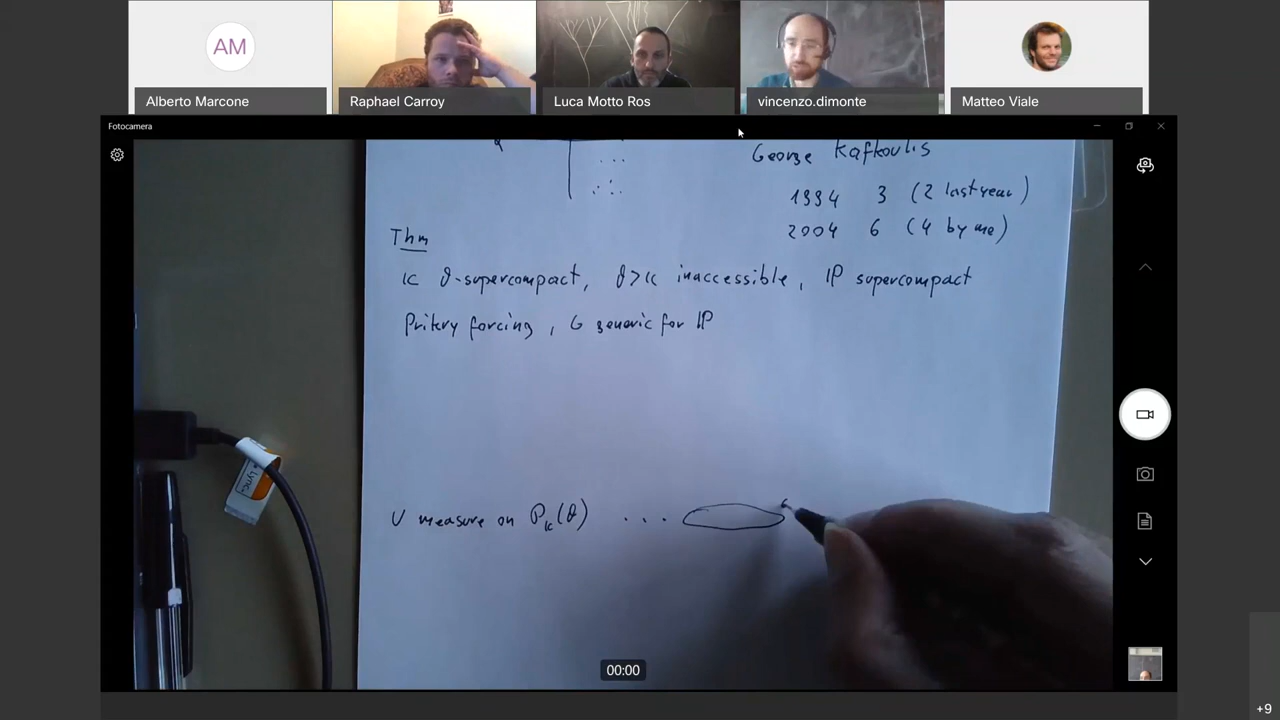 AM
Alberto Marcone
Raphael Carroy
Luca Motto Ros
vincenzo.dimonte
Matteo Viale
Fotocamera
George Kafkoulis
1994 3 (2 last year)
2004 6 (4 by me)
Thm
κ θ-supercompact, θ>κ inaccessible, ℙ supercompact
Prikry forcing, G generic for ℙ
U measure on P_κ(θ) ...
00:00
+9